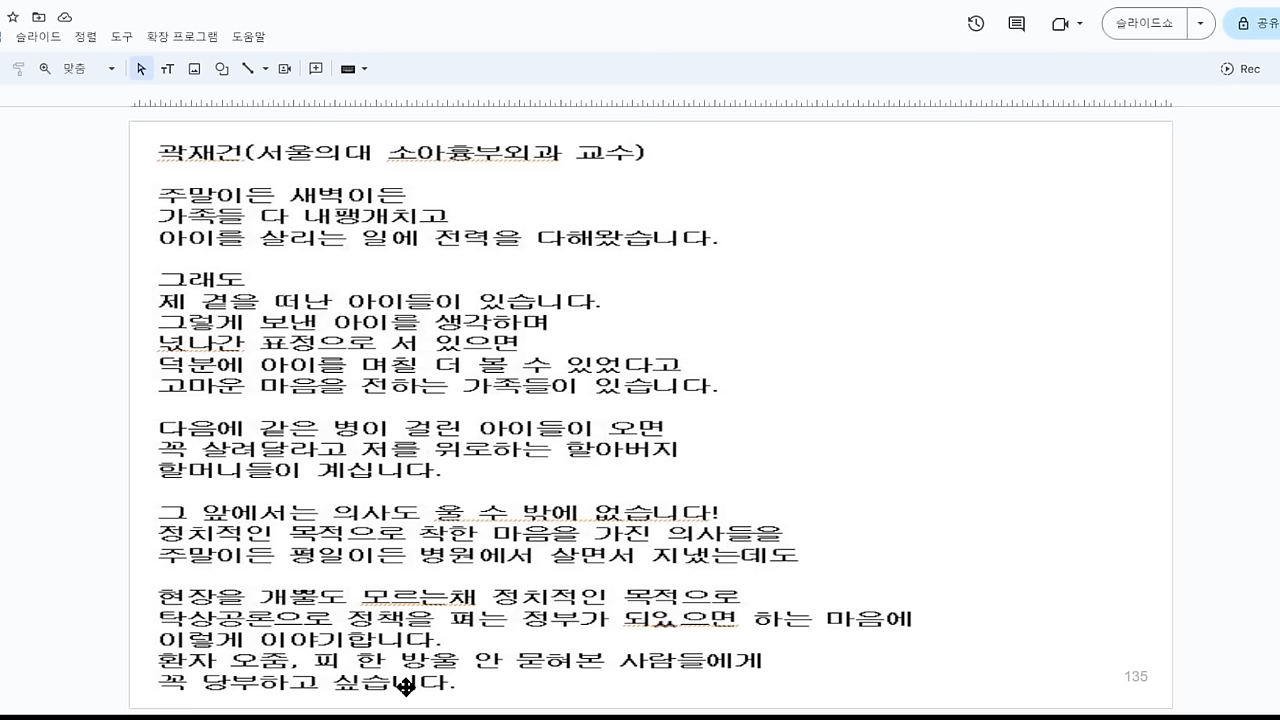 슬라이드 정렬 도구 확장 프로그램 도움말
슬라이드쇼
공유
맞춤
Rec
곽재건(서울의대 소아흉부외과 교수)
주말이든 새벽이든
가족들 다 내팽개치고
아이를 살리는 일에 전력을 다해왔습니다.
그래도
제 곁을 떠난 아이들이 있습니다.
그렇게 보낸 아이를 생각하며
넋나간 표정으로 서 있으면
덕분에 아이를 며칠 더 볼 수 있었다고
고마운 마음을 전하는 가족들이 있습니다.
다음에 같은 병이 걸린 아이들이 오면
꼭 살려달라고 저를 위로하는 할아버지
할머니들이 계십니다.
그 앞에서는 의사도 울 수 밖에 없습니다!
정치적인 목적으로 착한 마음을 가진 의사들을
주말이든 평일이든 병원에서 살면서 지냈는데도
현장을 개뿔도 모르는채 정치적인 목적으로
탁상공론으로 정책을 펴는 정부가 되있으면 하는 마음에
이렇게 이야기합니다.
환자 오줌, 피 한 방울 안 묻혀본 사람들에게
꼭 당부하고 싶습니다.
135